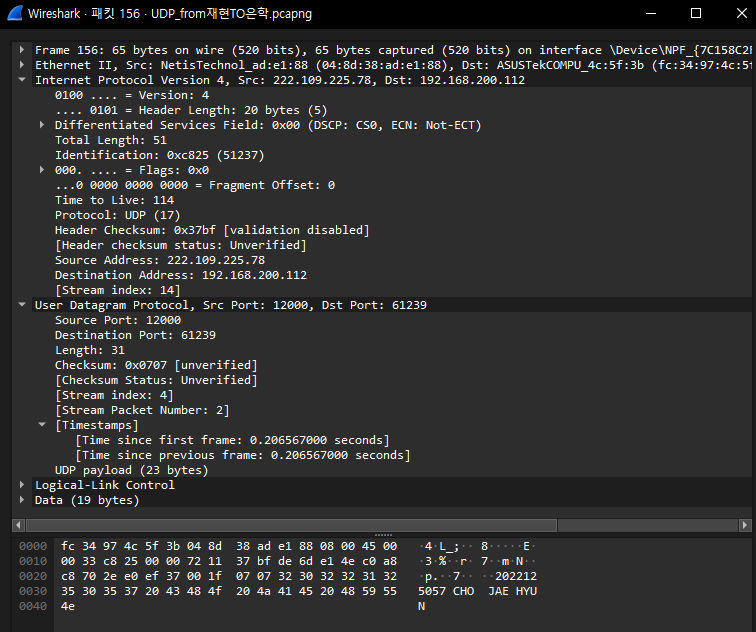 Wireshark · 패킷 156 · UDP_from재현TO은학.pcapng
Frame 156: 65 bytes on wire (520 bits), 65 bytes captured (520 bits) on interface \Device\NPF_{7C158C2F
Ethernet II, Src: NetisTechnol_ad:e1:88 (04:8d:38:ad:e1:88), Dst: ASUSTekCOMPU_4c:5f:3b (fc:34:97:4c:5f
Internet Protocol Version 4, Src: 222.109.225.78, Dst: 192.168.200.112
0100 .... = Version: 4
.... 0101 = Header Length: 20 bytes (5)
Differentiated Services Field: 0x00 (DSCP: CS0, ECN: Not-ECT)
Total Length: 51
Identification: 0xc825 (51237)
000. .... = Flags: 0x0
...0 0000 0000 0000 = Fragment Offset: 0
Time to Live: 114
Protocol: UDP (17)
Header Checksum: 0x37bf [validation disabled]
[Header checksum status: Unverified]
Source Address: 222.109.225.78
Destination Address: 192.168.200.112
[Stream index: 14]
User Datagram Protocol, Src Port: 12000, Dst Port: 61239
Source Port: 12000
Destination Port: 61239
Length: 31
Checksum: 0x0707 [unverified]
[Checksum Status: Unverified]
[Stream index: 4]
[Stream Packet Number: 2]
[Timestamps]
[Time since first frame: 0.206567000 seconds]
[Time since previous frame: 0.206567000 seconds]
UDP payload (23 bytes)
Logical-Link Control
Data (19 bytes)
0000 fc 34 97 4c 5f 3b 04 8d 38 ad e1 88 08 00 45 00 ·4·L_;·· 8·····E·
0010 00 33 c8 25 00 00 72 11 37 bf de 6d e1 4e c0 a8 ·3·%··r· 7··m·N··
0020 c8 70 2e e0 ef 37 00 1f 07 07 32 30 32 32 31 32 ·p.··7·· ··202212
0030 35 30 35 37 20 43 48 4f 20 4a 41 45 20 48 59 55 5057 CHO  JAE HYU
0040 4e N